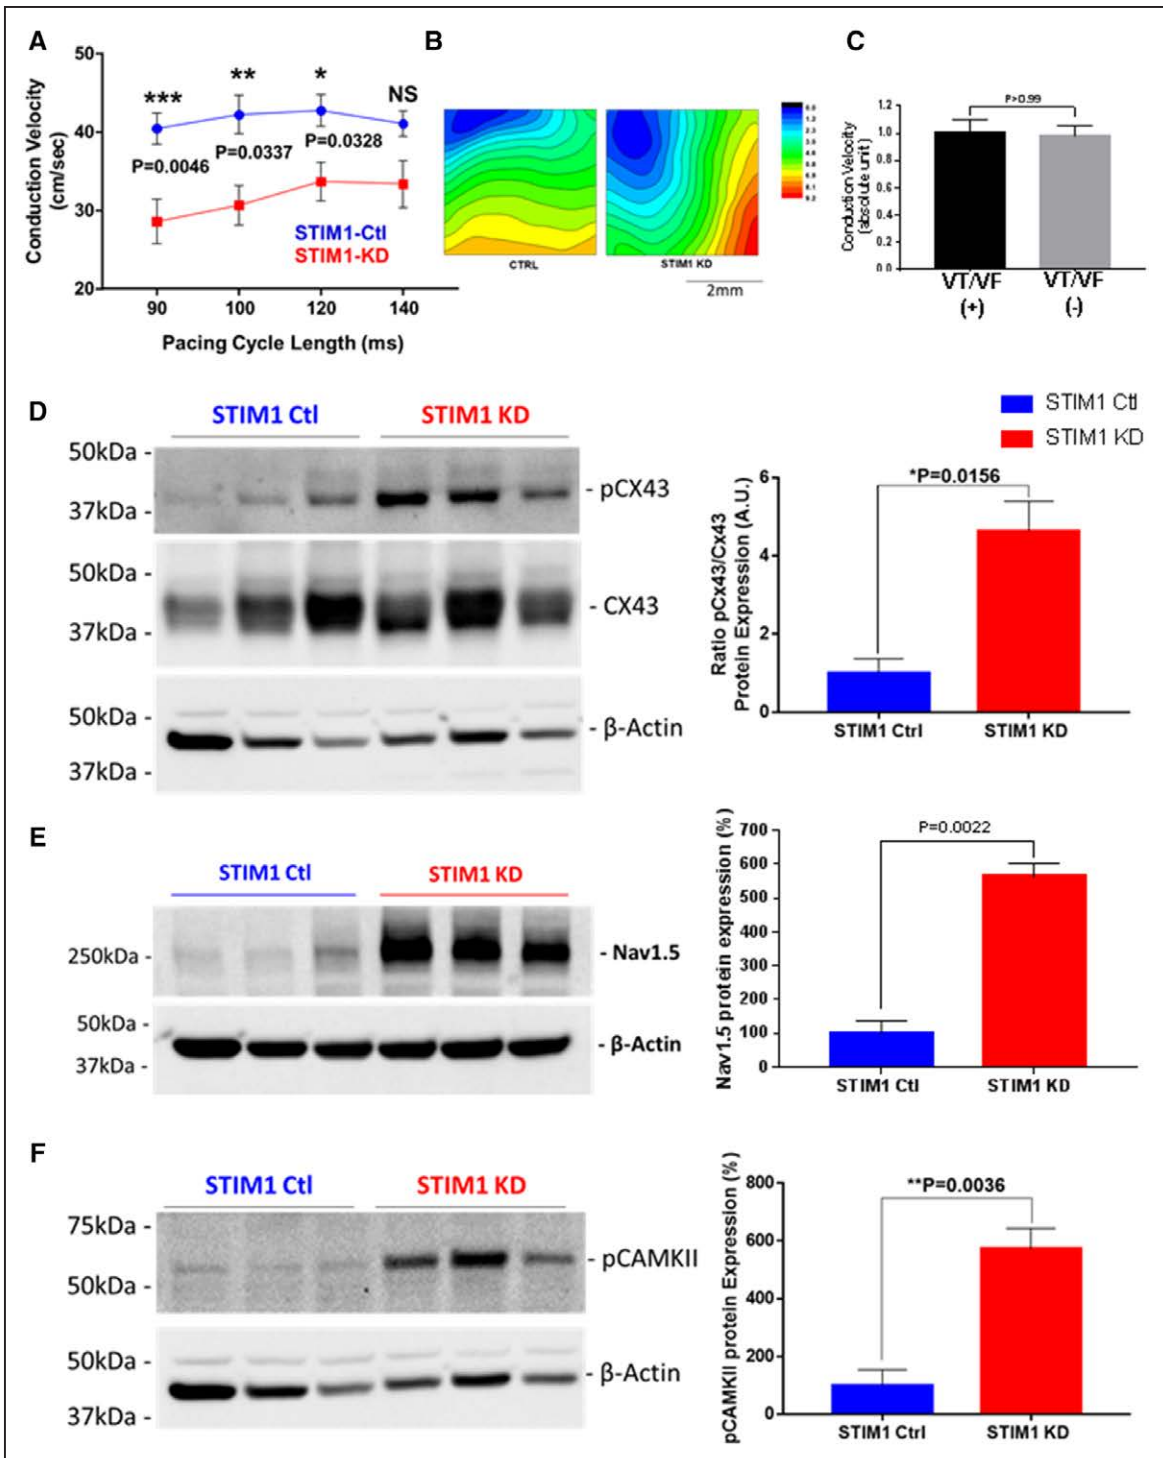 A
50
40
30
20
Conduction Velocity
(cm/sec)
***
**
*
NS
P=0.0046
P=0.0337
P=0.0328
STIM1-Ctl
STIM1-KD
90
100
120
140
Pacing Cycle Length (ms)
B
CTRL
STIM1 KD
2mm
C
1.2
1.0
0.8
0.6
0.4
0.2
0.0
Conduction Velocity
(absolute unit)
P>0.99
VT/VF
(+)
VT/VF
(-)
D
STIM1 Ctl
STIM1 KD
50kDa -
37kDa -
- pCX43
50kDa -
37kDa -
- CX43
50kDa -
37kDa -
- β-Actin
STIM1 Ctl
STIM1 KD
6
4
2
0
Ratio pCx43/Cx43
Protein Expression (A.U.)
*P=0.0156
STIM1 Ctrl
STIM1 KD
E
STIM1 Ctl
STIM1 KD
250kDa -
- Nav1.5
50kDa -
37kDa -
- β-Actin
700
600
500
400
300
200
100
0
Nav1.5 protein expression (%)
P=0.0022
STIM1 Ctl
STIM1 KD
F
STIM1 Ctl
STIM1 KD
75kDa -
50kDa -
- pCAMKII
50kDa -
37kDa -
- β-Actin
800
600
400
200
0
pCAMKII protein Expression (%)
**P=0.0036
STIM1 Ctrl
STIM1 KD